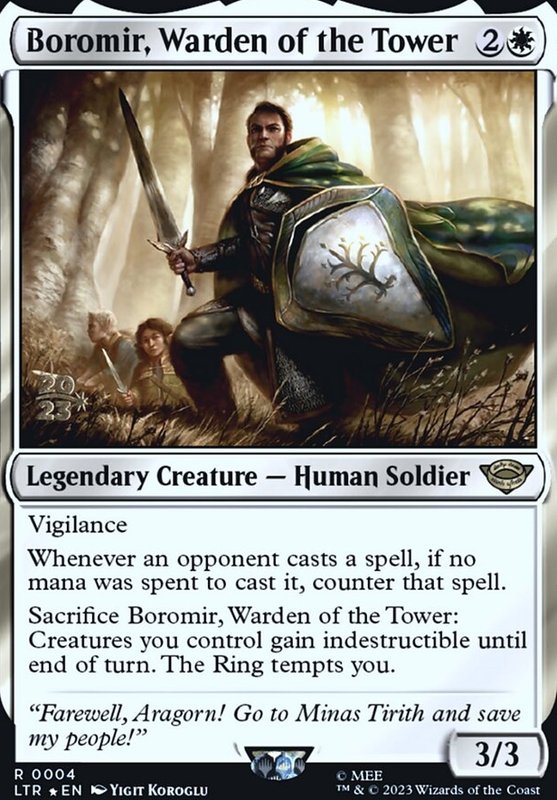 Boromir, Warden of the Tower 2
20
23
Legendary Creature — Human Soldier
Vigilance
Whenever an opponent casts a spell, if no
mana was spent to cast it, counter that spell.
Sacrifice Boromir, Warden of the Tower:
Creatures you control gain indestructible until
end of turn. The Ring tempts you.
“Farewell, Aragorn! Go to Minas Tirith and save
my people!”
3/3
R 0004
LTR ★ EN Yigit Koroglu
© MEE
™ & © 2023 Wizards of the Coast